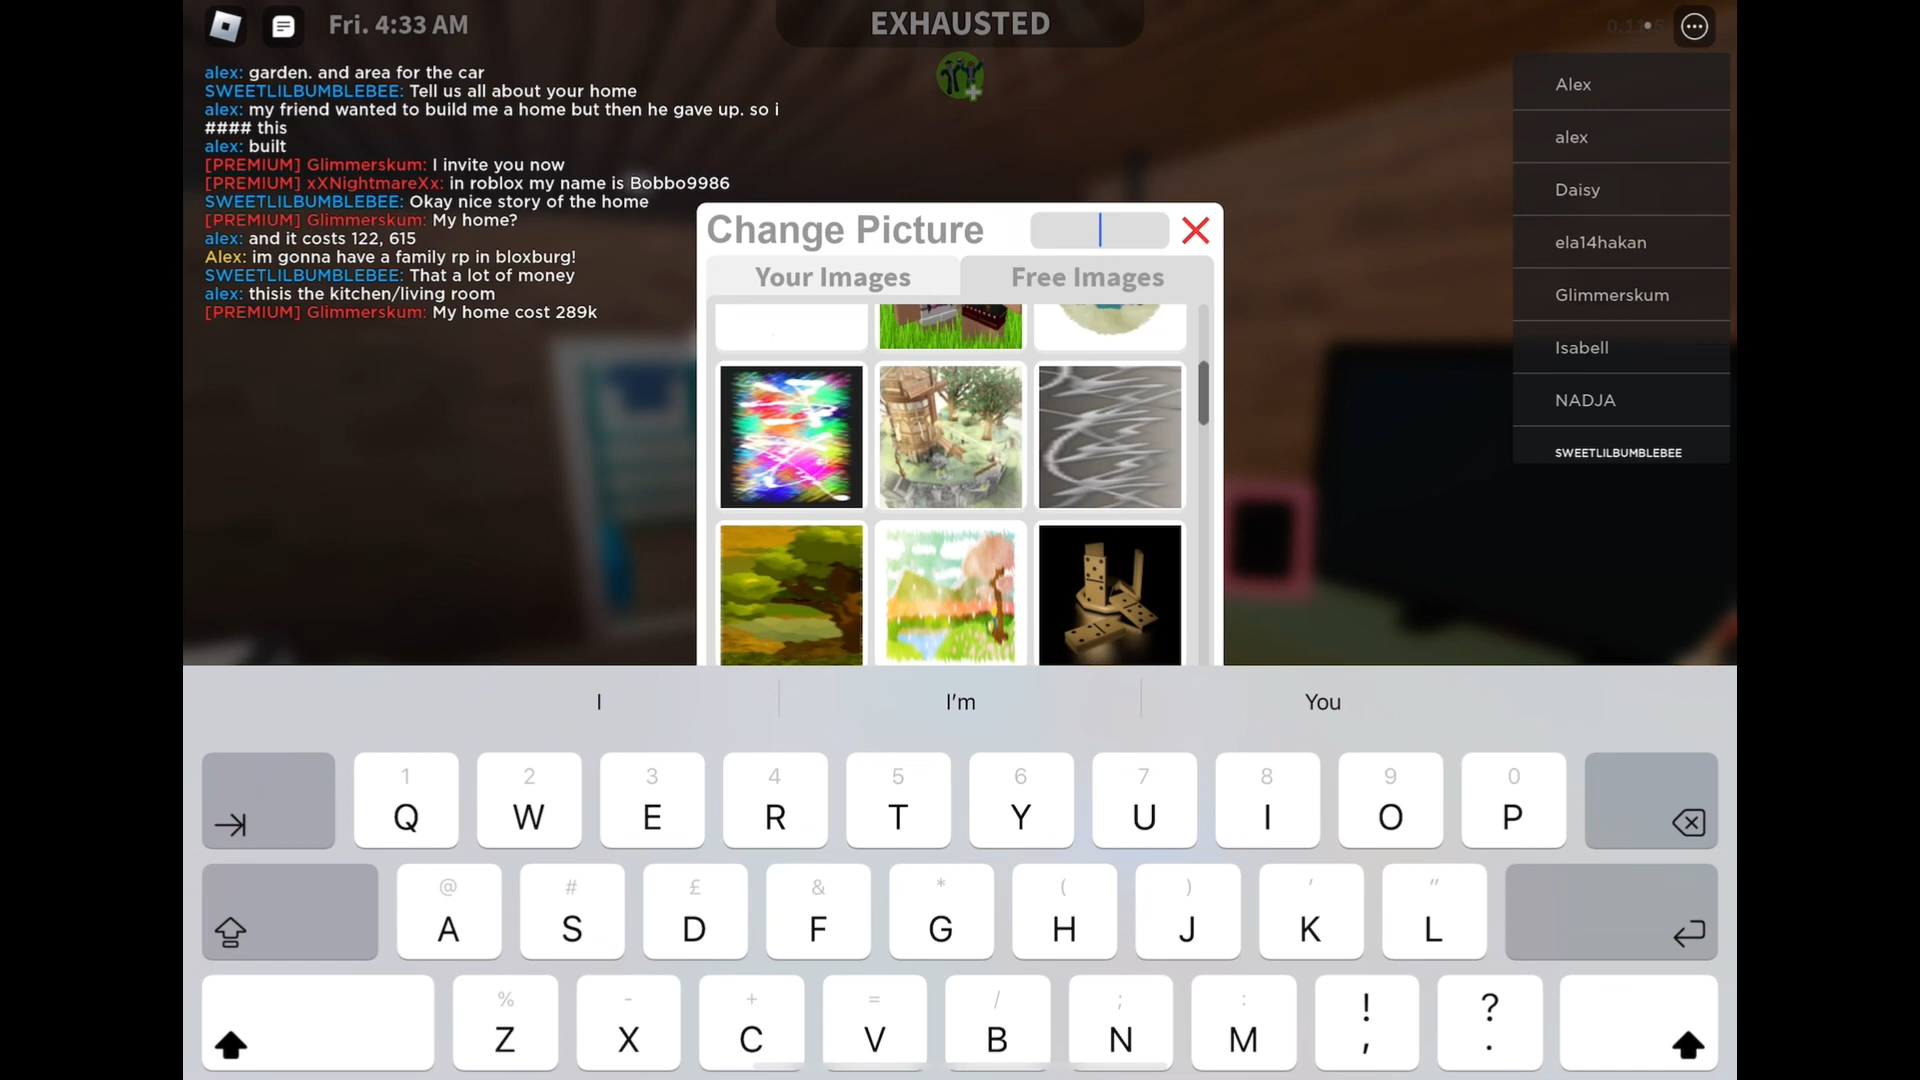 Fri. 4:33 AM
EXHAUSTED
alex: garden. and area for the car
SWEETLILBUMBLEBEE: Tell us all about your home
alex: my friend wanted to build me a home but then he gave up. so i
#### this
alex: built
[PREMIUM] Glimmerskum: I invite you now
[PREMIUM] xXNightmareXx: in roblox my name is Bobbo9986
SWEETLILBUMBLEBEE: Okay nice story of the home
[PREMIUM] Glimmerskum: My home?
alex: and it costs 122, 615
Alex: im gonna have a family rp in bloxburg!
SWEETLILBUMBLEBEE: That a lot of money
alex: thisis the kitchen/living room
[PREMIUM] Glimmerskum: My home cost 289k
Alex
alex
Daisy
ela14hakan
Glimmerskum
Isabell
NADJA
SWEETLILBUMBLEBEE
Change Picture
Your Images Free Images
I I'm You
1 2 3 4 5 6 7 8 9 0
Q W E R T Y U I O P
@ # £ & * ( ) ' "
A S D F G H J K L
% - + = / ; : ! ?
Z X C V B N M , .